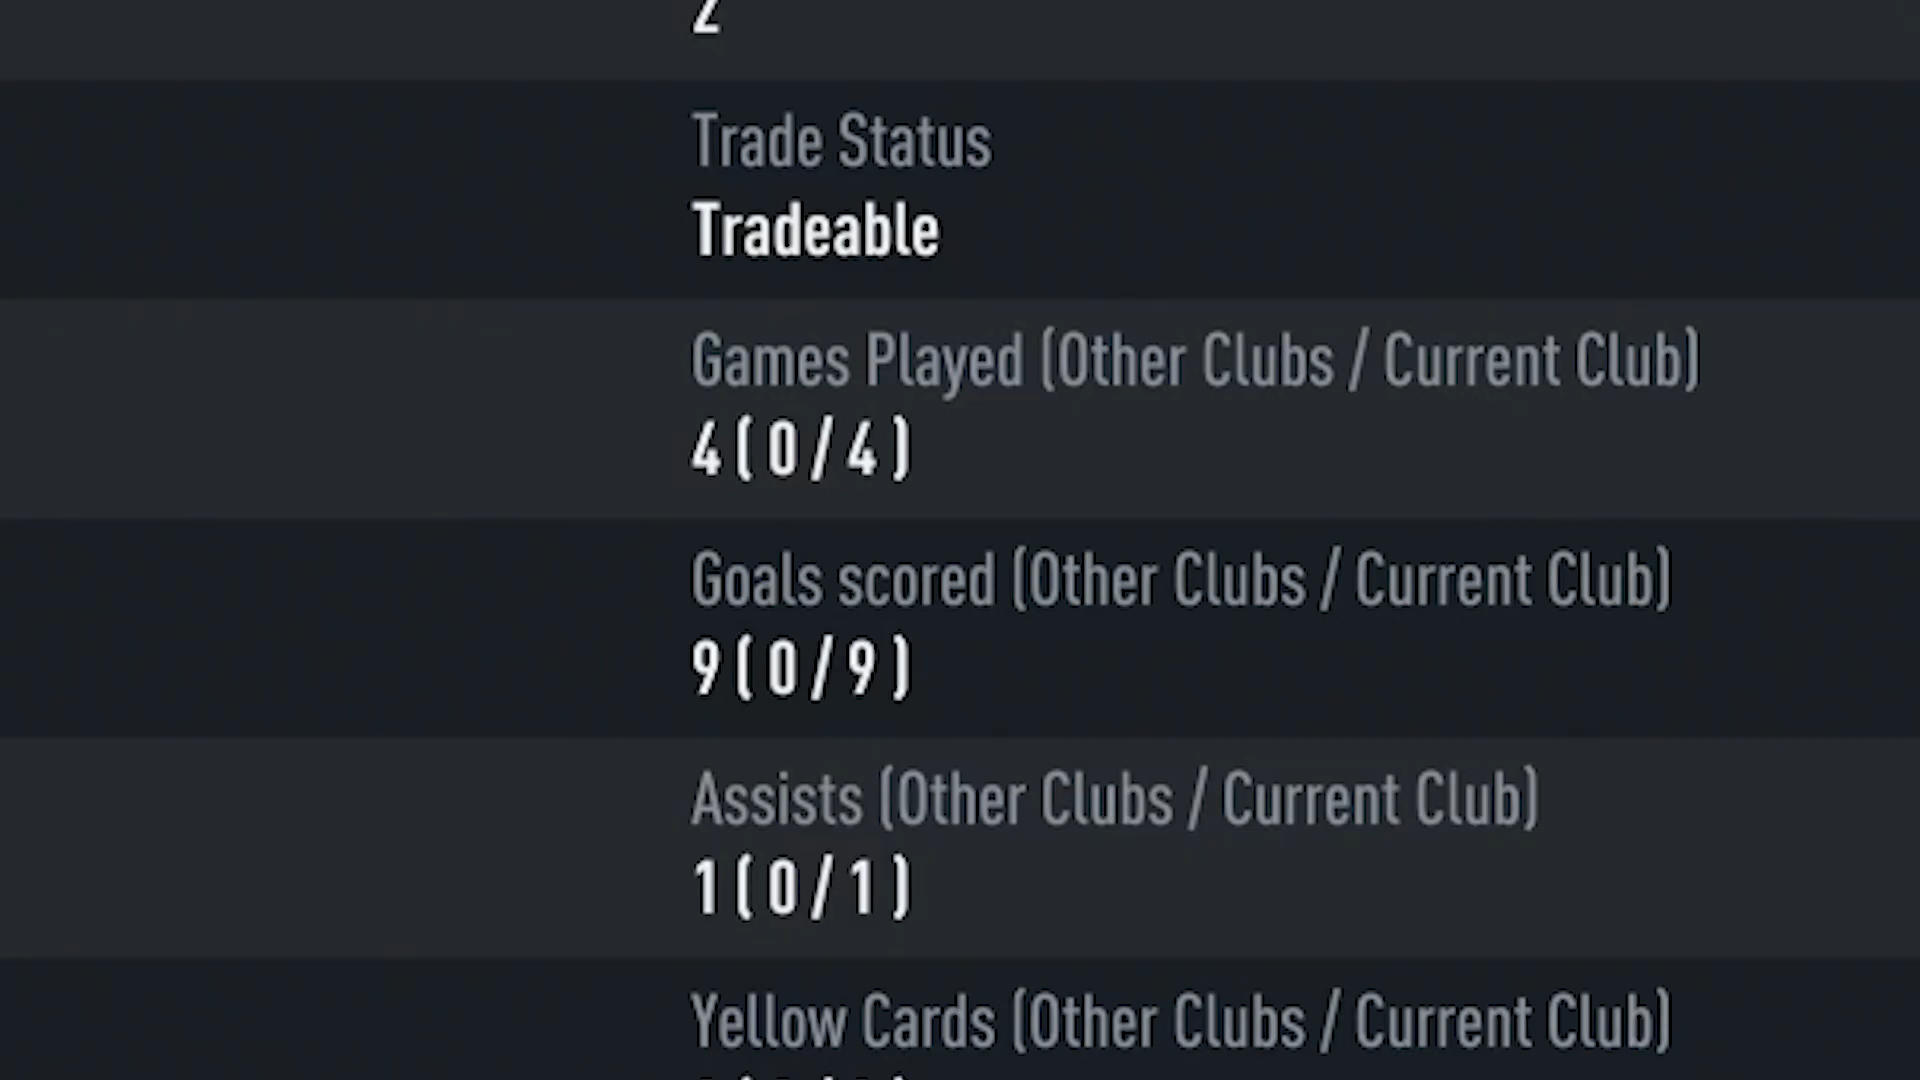 2
Trade Status
Tradeable
Games Played (Other Clubs / Current Club)
4 ( 0 / 4 )
Goals scored (Other Clubs / Current Club)
9 ( 0 / 9 )
Assists (Other Clubs / Current Club)
1 ( 0 / 1 )
Yellow Cards (Other Clubs / Current Club)